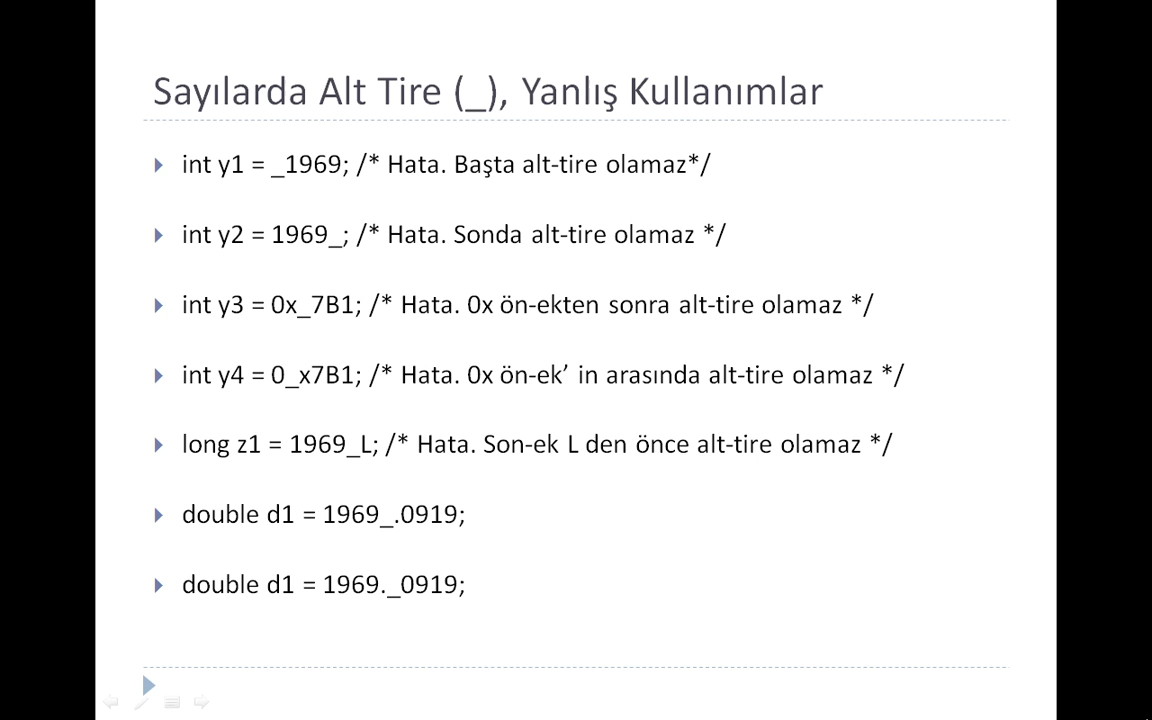 Sayılarda Alt Tire (_), Yanlış Kullanımlar
int y1 = _1969; /* Hata. Başta alt-tire olamaz*/
int y2 = 1969_; /* Hata. Sonda alt-tire olamaz */
int y3 = 0x_7B1; /* Hata. 0x ön-ekten sonra alt-tire olamaz */
int y4 = 0_x7B1; /* Hata. 0x ön-ek’ in arasında alt-tire olamaz */
long z1 = 1969_L; /* Hata. Son-ek L den önce alt-tire olamaz */
double d1 = 1969_.0919;
double d1 = 1969._0919;